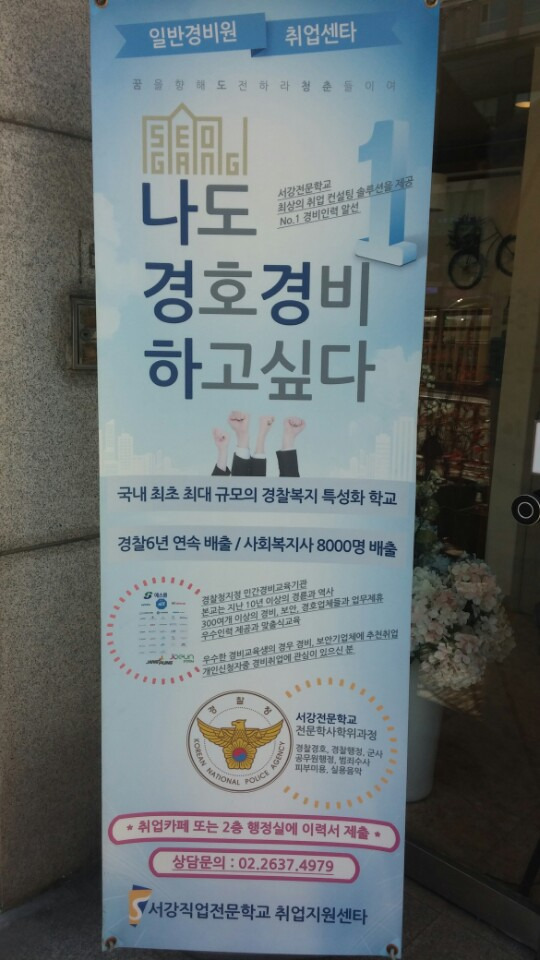 일반경비원 취업센타
꿈을향해도전하라청춘들이여
SEO
GANG
1
서강전문학교
최상의 취업 컨설팅 솔루션을 제공
No.1 경비인력 알선
나도
경호경비
하고싶다
국내 최초 최대 규모의 경찰복지 특성화 학교
경찰6년 연속 배출 / 사회복지사 8000명 배출
경찰청지정 민간경비교육기관
본교는 지난 10년 이상의 경륜과 역사
300여개 이상의 경비, 보안, 경호업체들과 업무제휴
우수인력 제공과 맞춤식교육
우수한 경비교육생의 경우 경비, 보안기업체에 추천취업
개인신청자중 경비취업에 관심이 있으신 분
경찰청
KOREAN NATIONAL POLICE AGENCY
서강전문학교
전문학사학위과정
경찰경호, 경찰행정, 군사
공무원행정, 범죄수사
피부미용, 실용음악
* 취업카페 또는 2층 행정실에 이력서 제출 *
상담문의 : 02.2637.4979
서강직업전문학교 취업지원센타